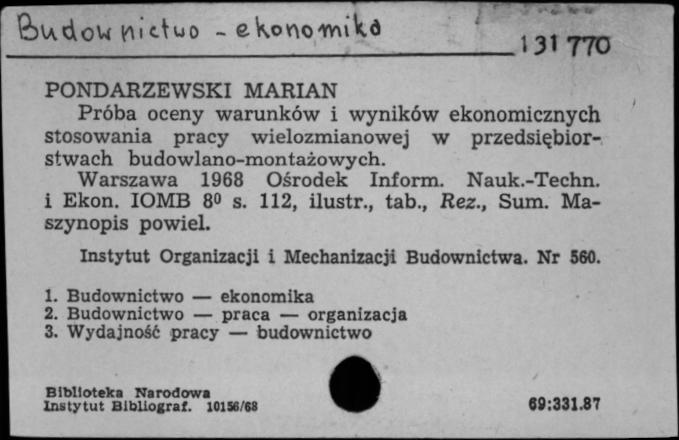 Budownictwo - ekonomika
131 770
PONDARZEWSKI MARIAN
Próba oceny warunków i wyników ekonomicznych
stosowania pracy wielozmianowej w przedsiębior-
stwach budowlano-montażowych.
Warszawa 1968 Ośrodek Inform. Nauk.-Techn.
i Ekon. IOMB 8⁰ s. 112, ilustr., tab., Rez., Sum. Ma-
szynopis powiel.
Instytut Organizacji i Mechanizacji Budownictwa. Nr 560.
1. Budownictwo — ekonomika
2. Budownictwo — praca — organizacja
3. Wydajność pracy — budownictwo
Biblioteka Narodowa
Instytut Bibliograf. 10156/68
69:331.87